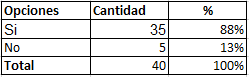 Opciones Cantidad %
Si 35 88%
No 5 13%
Total 40 100%